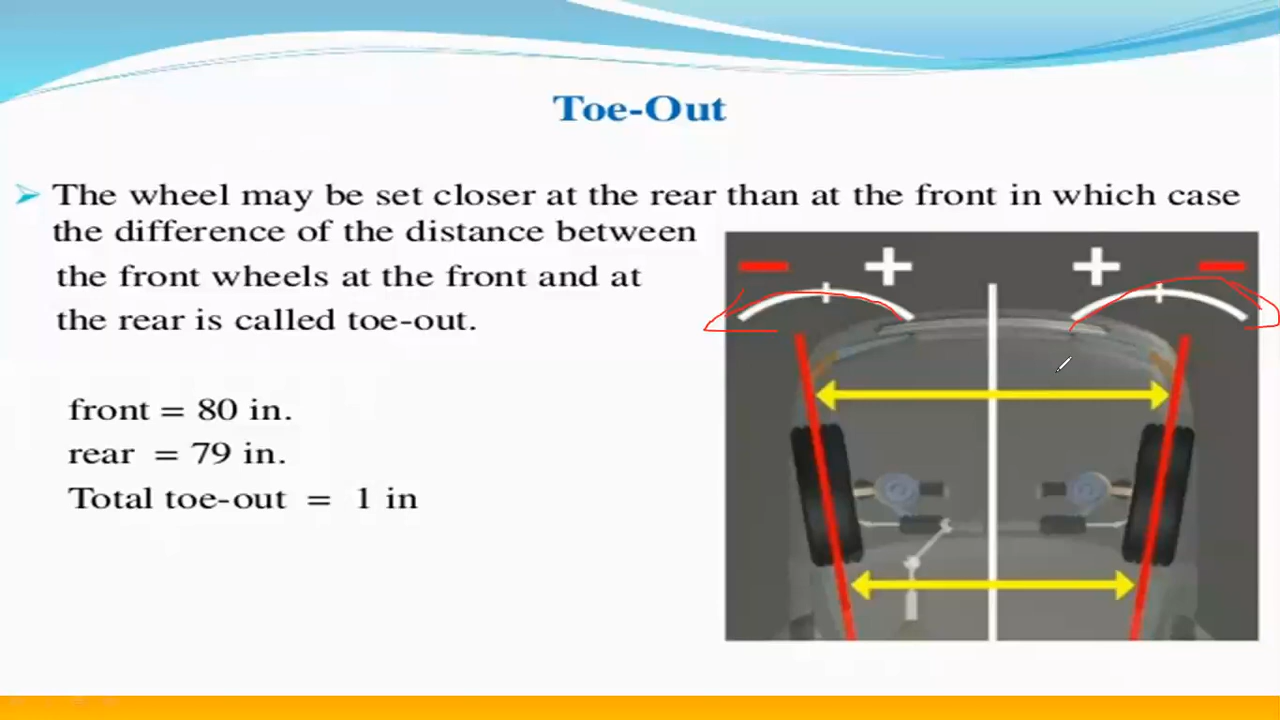 Toe-Out
The wheel may be set closer at the rear than at the front in which case
the difference of the distance between
the front wheels at the front and at
the rear is called toe-out.
front = 80 in.
rear = 79 in.
Total toe-out = 1 in